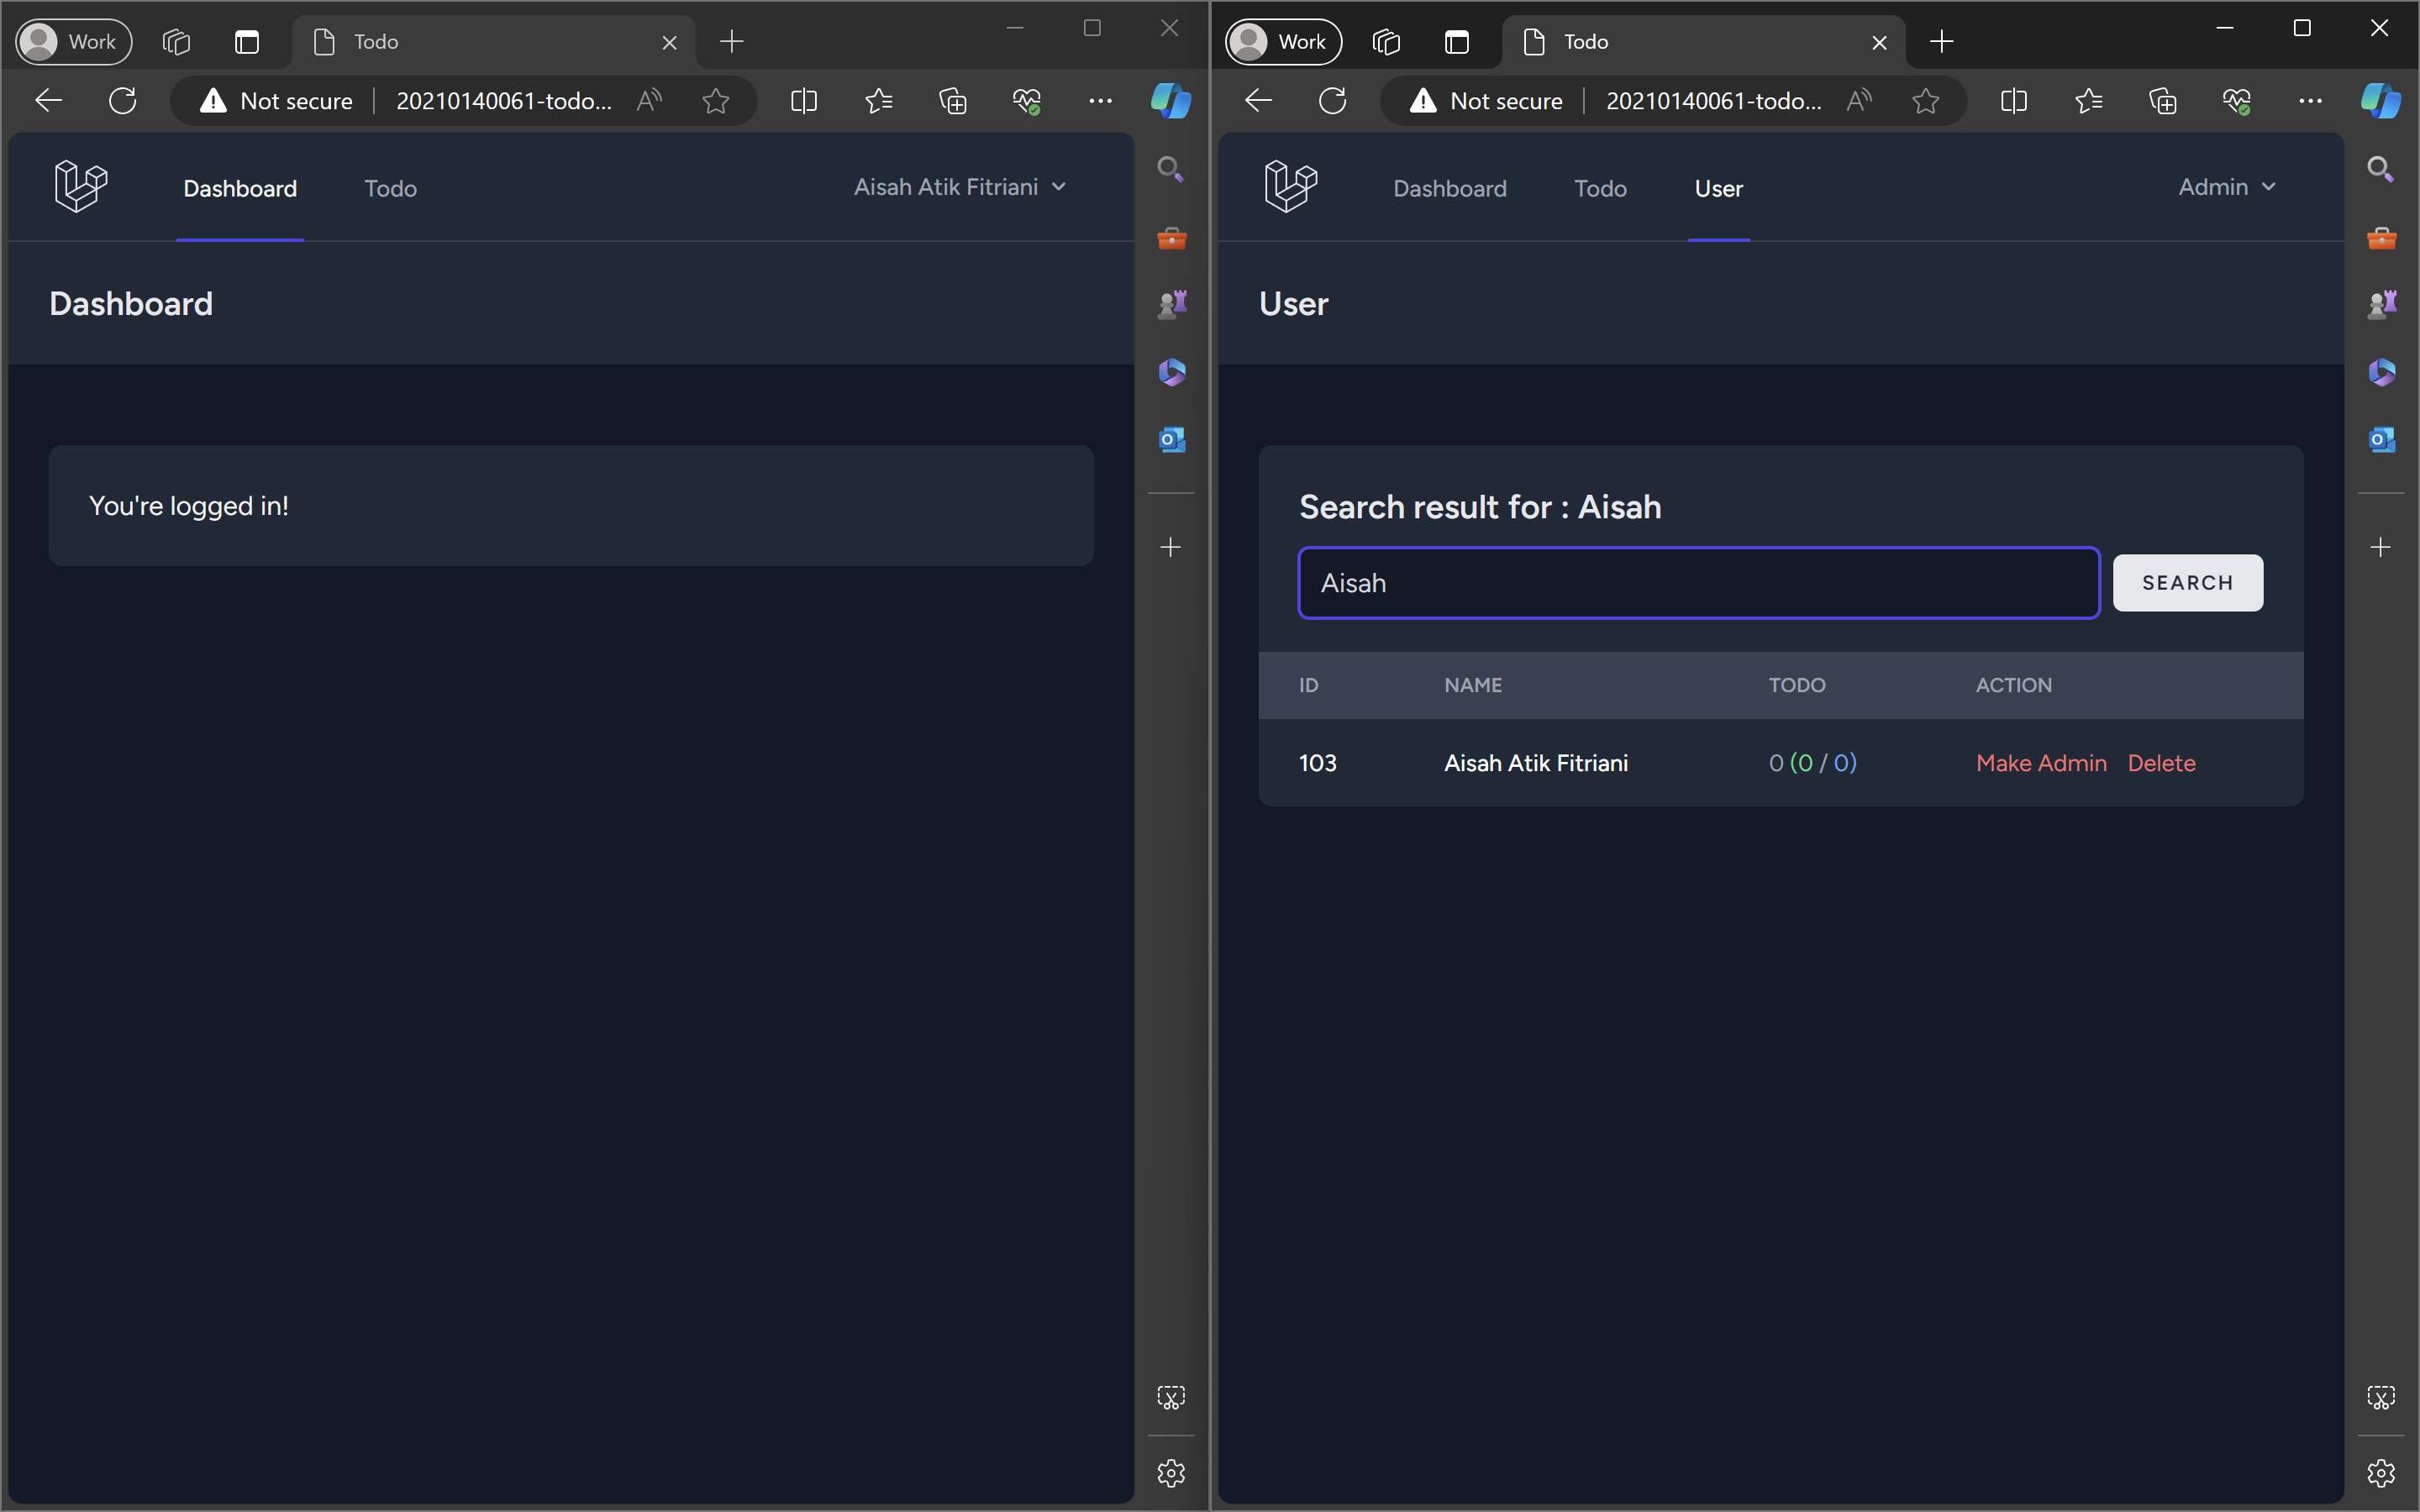 Work
Todo
Not secure
20210140061-todo...
Dashboard
Todo
Aisah Atik Fitriani
Dashboard
You're logged in!
Work
Todo
Not secure
20210140061-todo...
Dashboard
Todo
User
Admin
User
Search result for : Aisah
Aisah
SEARCH
ID NAME TODO ACTION
103 Aisah Atik Fitriani 0 (0 / 0) Make Admin Delete